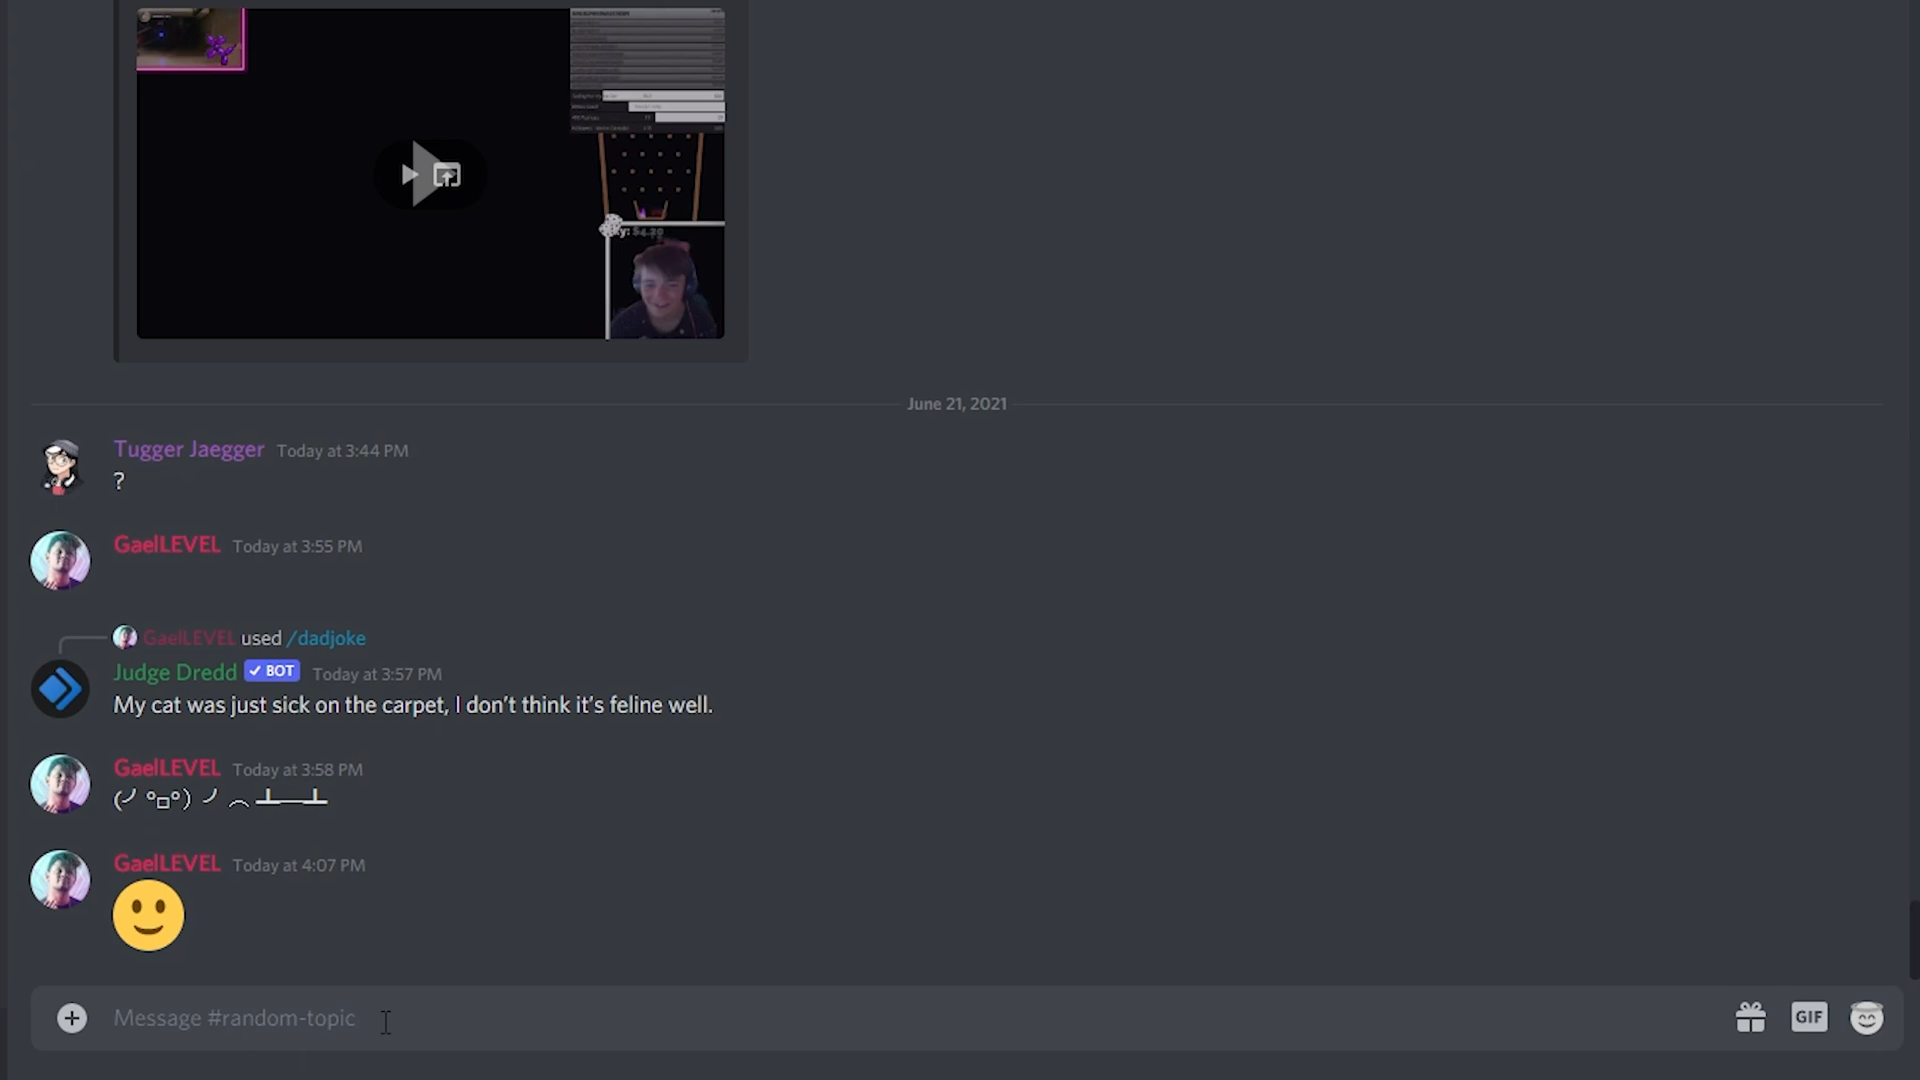 $4.20
June 21, 2021
Tugger Jaegger Today at 3:44 PM
?
GaelLEVEL Today at 3:55 PM
GaelLEVEL used /dadjoke
Judge Dredd ✓ BOT Today at 3:57 PM
My cat was just sick on the carpet, I don’t think it’s feline well.
GaelLEVEL Today at 3:58 PM
(╯°□°)╯︵ ┻━┻
GaelLEVEL Today at 4:07 PM
Message #random-topic
GIF